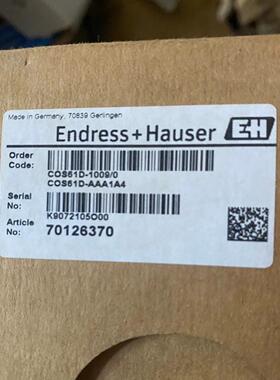 Made in Germany, 70839 Gerlingen
Endress+Hauser EH
Order Code: COS61D-1009/0
COS61D-AAA1A4
Serial No: K9072105O00
Article No: 70126370